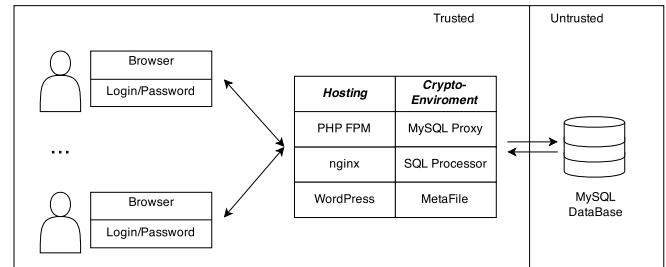 Trusted
Untrusted
Browser
Login/Password
...
Browser
Login/Password
Hosting
Crypto-
Enviroment
PHP FPM
MySQL Proxy
nginx
SQL Processor
WordPress
MetaFile
MySQL
DataBase